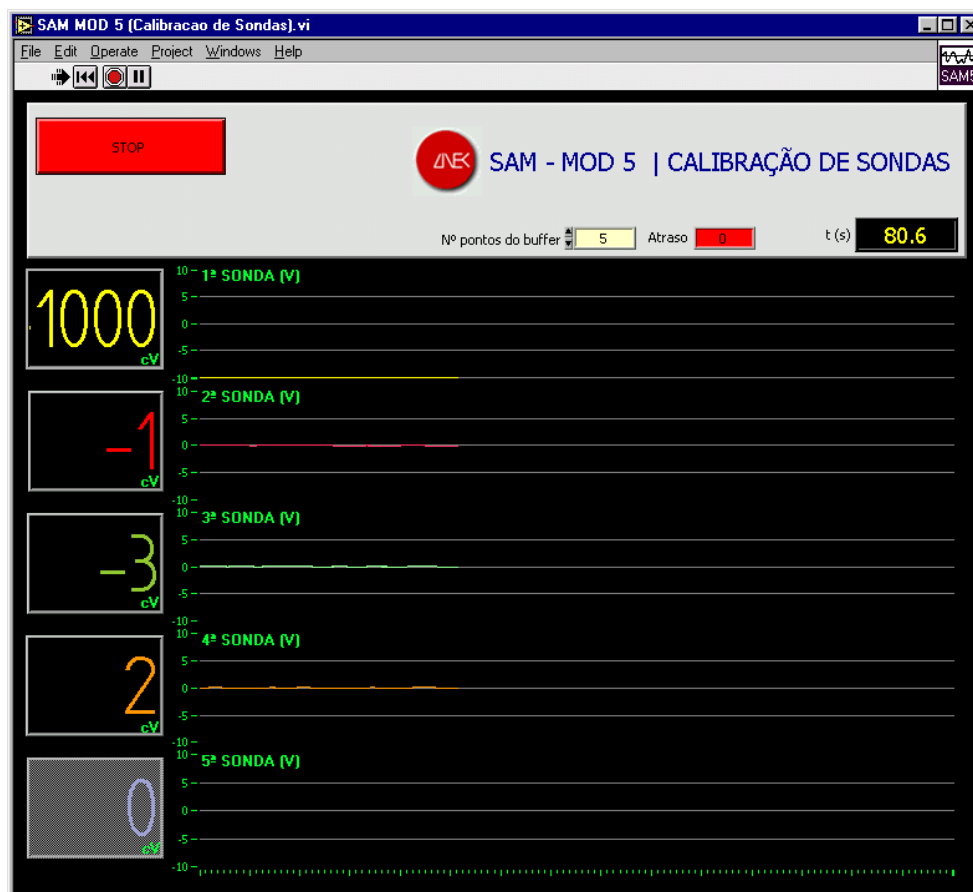 SAM MOD 5 (Calibracao de Sondas).vi
File Edit Operate Project Windows Help
SAM5
STOP
ANEK SAM - MOD 5 | CALIBRAÇÃO DE SONDAS
Nº pontos do buffer 5 Atraso 0 t (s) 80.6
-1000
cV
10
5
0
-5
-10
1ª SONDA (V)
-1
cV
10
5
0
-5
-10
2ª SONDA (V)
-3
cV
10
5
0
-5
-10
3ª SONDA (V)
2
cV
10
5
0
-5
-10
4ª SONDA (V)
0
cV
10
5
0
-5
-10
5ª SONDA (V)